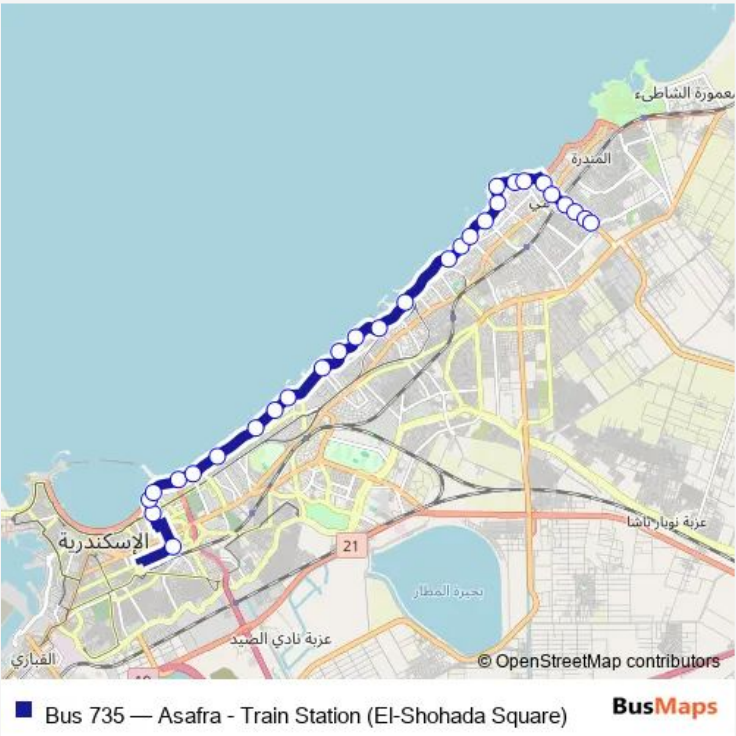 معمورة الشاطىء
المندرة
الإسكندرية
عزبة نوبار باشا
21
بحيرة المطار
عزبة نادي الصيد
القباري
© OpenStreetMap contributors
Bus 735 — Asafra - Train Station (El-Shohada Square)
BusMaps